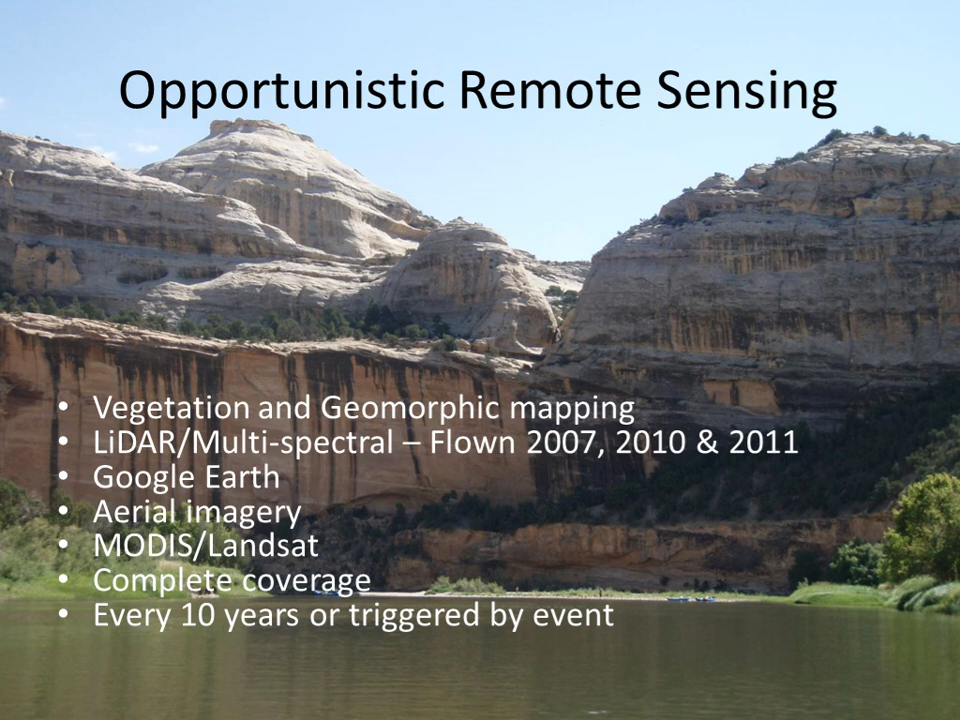 Opportunistic Remote Sensing
• Vegetation and Geomorphic mapping
• LiDAR/Multi-spectral – Flown 2007, 2010 & 2011
• Google Earth
• Aerial imagery
• MODIS/Landsat
• Complete coverage
• Every 10 years or triggered by event